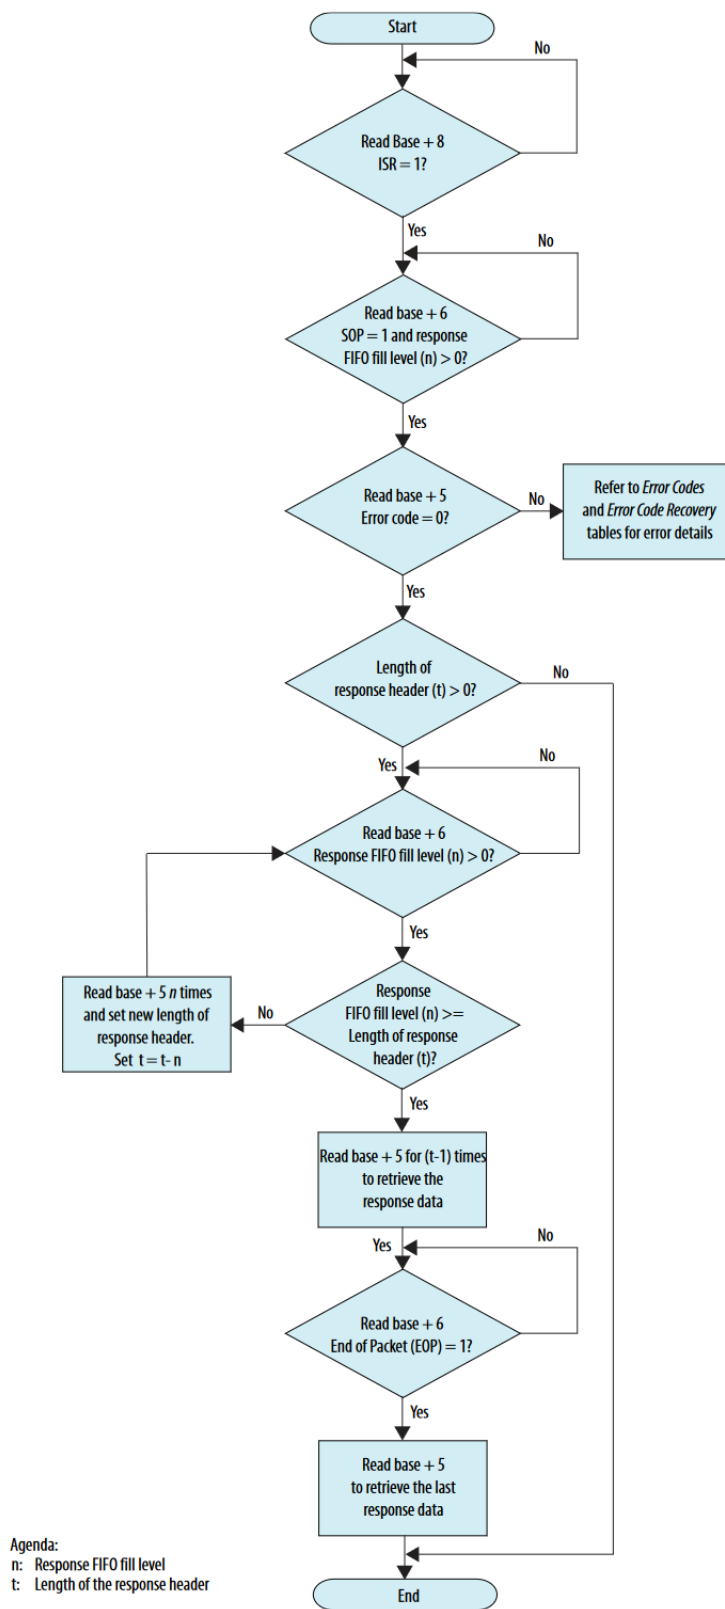 Start
No
Read Base + 8
ISR = 1?
Yes
No
Read base + 6
SOP = 1 and response
FIFO fill level (n) > 0?
Yes
Read base + 5
Error code = 0?
No
Refer to Error Codes
and Error Code Recovery
tables for error details
Yes
Length of
response header (t) > 0?
No
Yes
No
Read base + 6
Response FIFO fill level (n) > 0?
Yes
Read base + 5 n times
and set new length of
response header.
Set t = t- n
No
Response
FIFO fill level (n) >=
Length of response
header (t)?
Yes
Read base + 5 for (t-1) times
to retrieve the
response data
Yes
No
Read base + 6
End of Packet (EOP) = 1?
Yes
Read base + 5
to retrieve the last
response data
Agenda:
n: Response FIFO fill level
t: Length of the response header
End